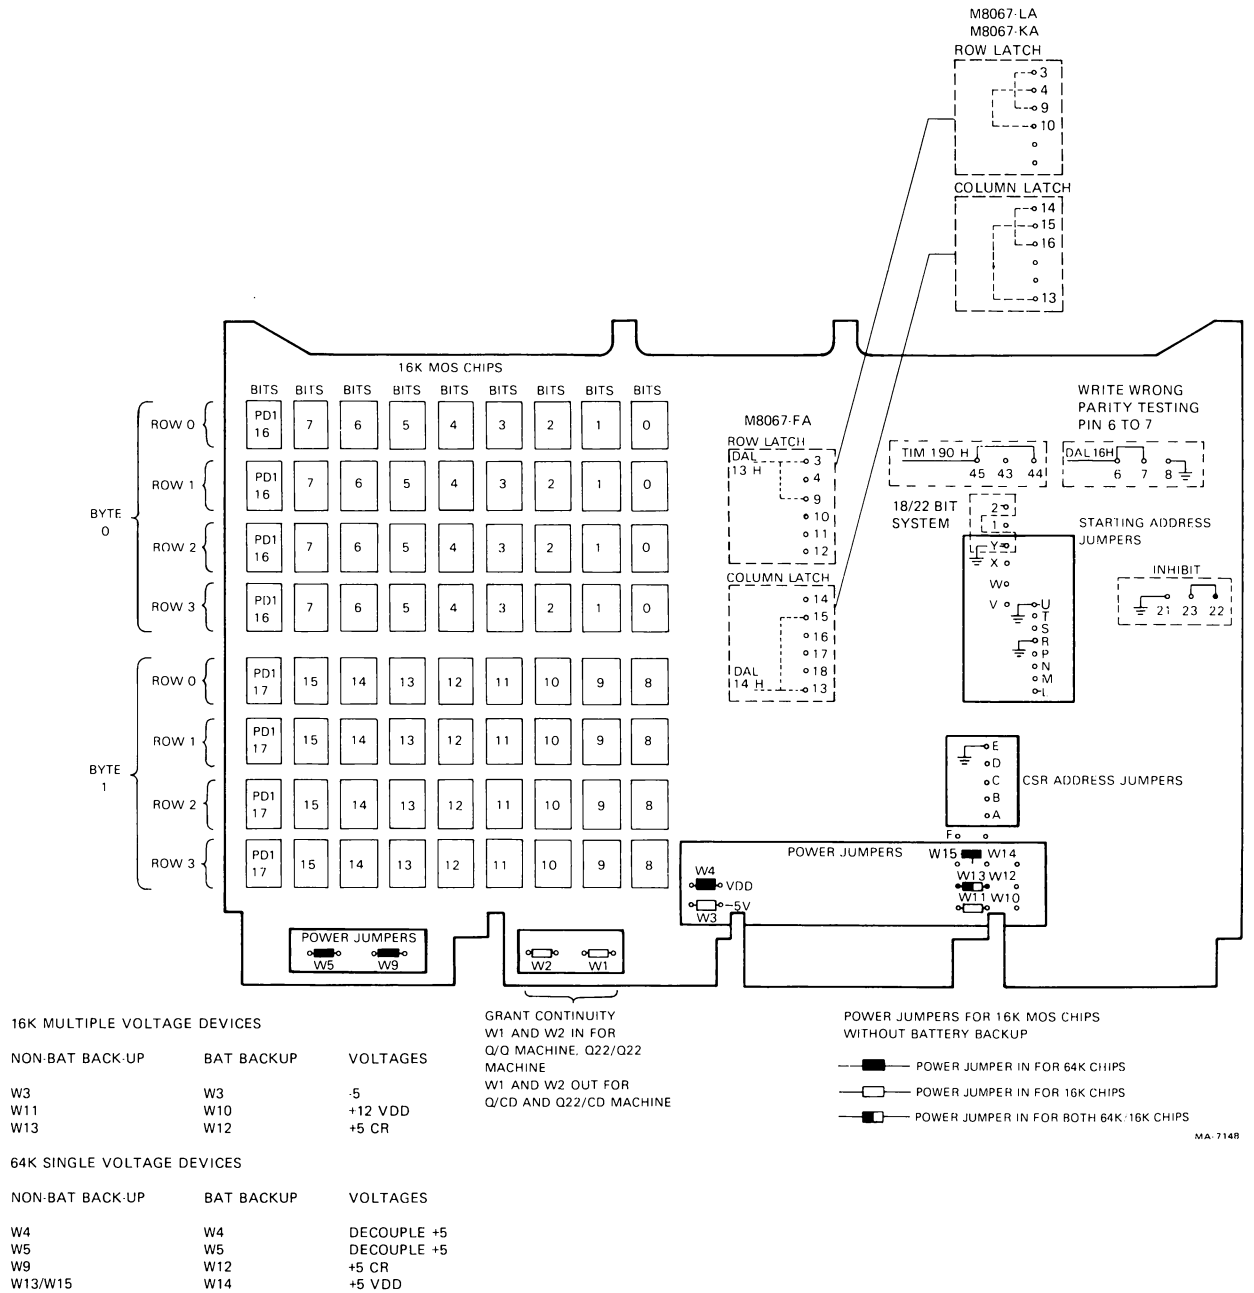 M8067-LA
M8067-KA
ROW LATCH
3
4
9
10
COLUMN LATCH
14
15
16
13
16K MOS CHIPS
BITS BITS BITS BITS BITS BITS BITS BITS BITS
BYTE 0
ROW 0 PD1 16 7 6 5 4 3 2 1 0
ROW 1 PD1 16 7 6 5 4 3 2 1 0
ROW 2 PD1 16 7 6 5 4 3 2 1 0
ROW 3 PD1 16 7 6 5 4 3 2 1 0
BYTE 1
ROW 0 PD1 17 15 14 13 12 11 10 9 8
ROW 1 PD1 17 15 14 13 12 11 10 9 8
ROW 2 PD1 17 15 14 13 12 11 10 9 8
ROW 3 PD1 17 15 14 13 12 11 10 9 8
M8067-FA
ROW LATCH
DAL
13 H
3
4
9
10
11
12
COLUMN LATCH
14
15
16
17
18
DAL
14 H
13
WRITE WRONG
PARITY TESTING
PIN 6 TO 7
TIM 190 H
45 43 44
DAL 16H
6 7 8
18/22 BIT
SYSTEM
2
1
Y
X
W
V
U
T
S
R
P
N
M
L
STARTING ADDRESS
JUMPERS
INHIBIT
21 23 22
E
D
C
B
A
CSR ADDRESS JUMPERS
F
POWER JUMPERS
W15 W14
W13 W12
W11 W10
W4
VDD
-5V
W3
POWER JUMPERS
W5 W9
W2 W1
GRANT CONTINUITY
W1 AND W2 IN FOR
Q/Q MACHINE, Q22/Q22
MACHINE
W1 AND W2 OUT FOR
Q/CD AND Q22/CD MACHINE
POWER JUMPERS FOR 16K MOS CHIPS
WITHOUT BATTERY BACKUP
POWER JUMPER IN FOR 64K CHIPS
POWER JUMPER IN FOR 16K CHIPS
POWER JUMPER IN FOR BOTH 64K/16K CHIPS
MA-7148
16K MULTIPLE VOLTAGE DEVICES
NON-BAT BACK-UP BAT BACKUP VOLTAGES
W3 W3 -5
W11 W10 +12 VDD
W13 W12 +5 CR
64K SINGLE VOLTAGE DEVICES
NON-BAT BACK-UP BAT BACKUP VOLTAGES
W4 W4 DECOUPLE +5
W5 W5 DECOUPLE +5
W9 W12 +5 CR
W13/W15 W14 +5 VDD